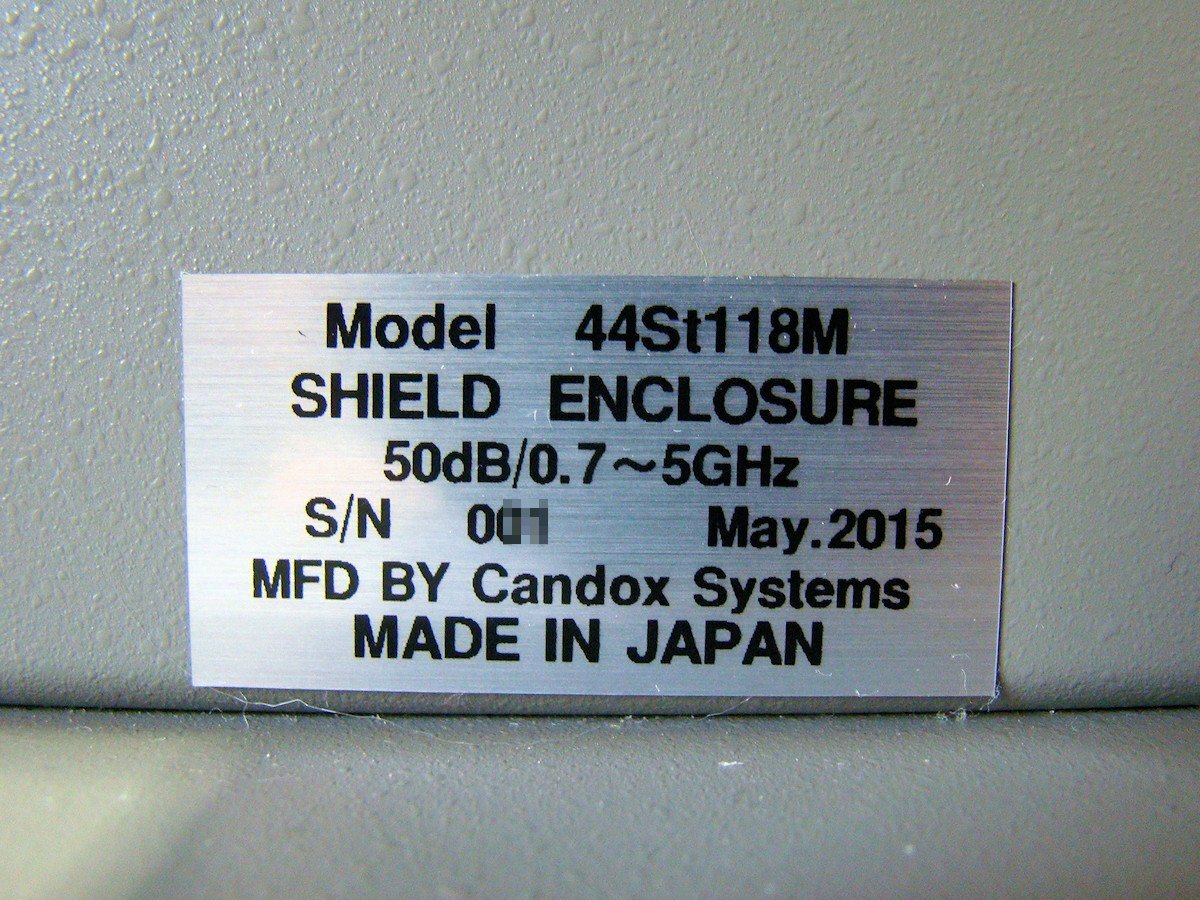 Model 44St118M
SHIELD ENCLOSURE
50dB/0.7～5GHz
S/N May.2015
MFD BY Candox Systems
MADE IN JAPAN